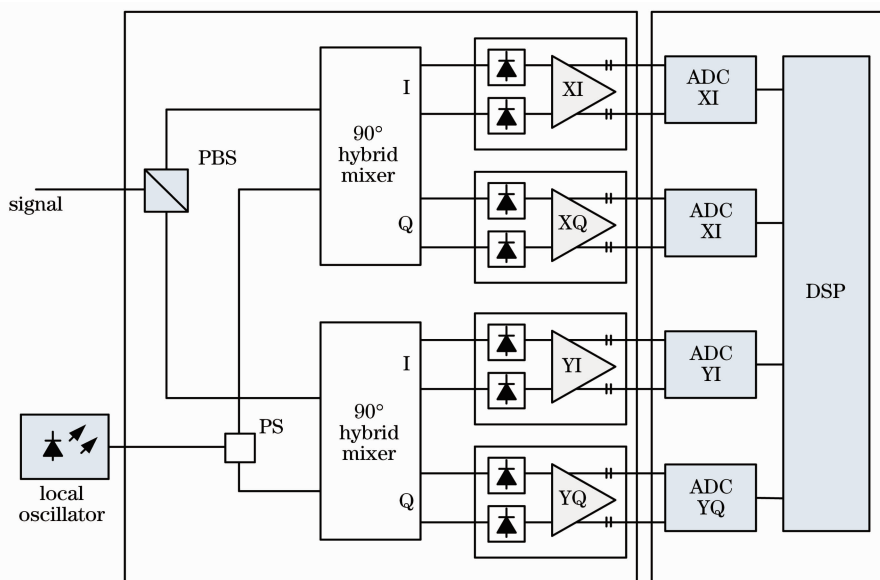 signal
PBS
90°
hybrid
mixer
I
Q
XI
XQ
ADC
XI
ADC
XI
DSP
local
oscillator
PS
90°
hybrid
mixer
I
Q
YI
YQ
ADC
YI
ADC
YQ